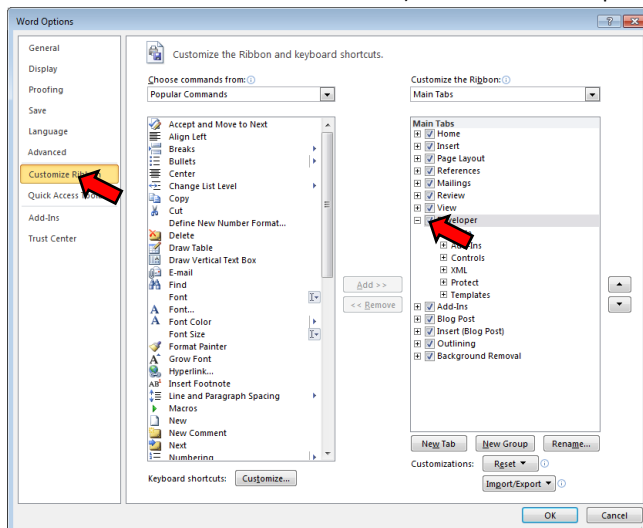 Word Options
General
Display
Proofing
Save
Language
Advanced
Customize
Quick Access
Add-Ins
Trust Center
Customize the Ribbon and keyboard shortcuts.
Choose commands from:
Popular Commands
Accept and Move to Next
Align Left
Breaks
Bullets
Center
Change List Level
Copy
Cut
Define New Number Format...
Delete
Draw Table
Draw Vertical Text Box
E-mail
Find
Font
Font...
Font Color
Font Size
Format Painter
Grow Font
Hyperlink...
Insert Footnote
Line and Paragraph Spacing
Macros
New
New Comment
Next
Numbering
Keyboard shortcuts: Customize...
Add >>
<< Remove
Customize the Ribbon:
Main Tabs
Main Tabs
Home
Insert
Page Layout
References
Mailings
Review
View
Controls
XML
Protect
Templates
Add-Ins
Blog Post
Insert (Blog Post)
Outlining
Background Removal
New Tab New Group Rename...
Customizations: Reset
Import/Export
OK Cancel